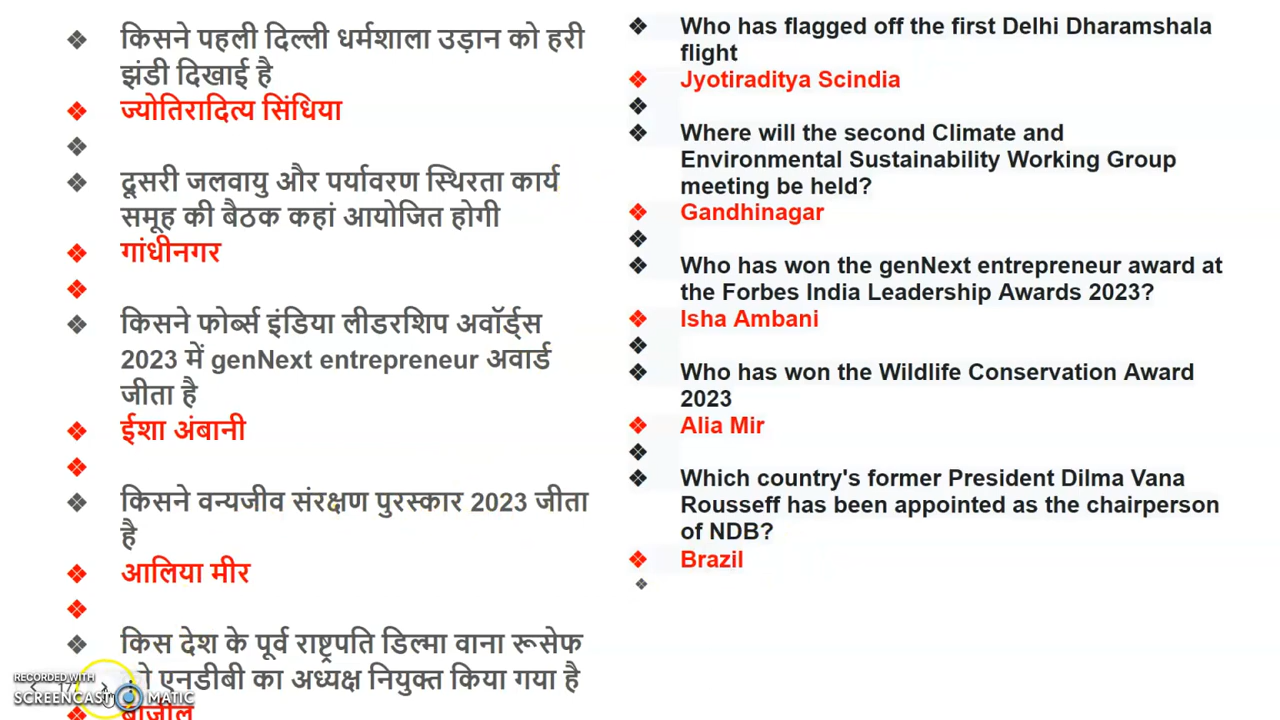 किसने पहली दिल्ली धर्मशाला उड़ान को हरी
झंडी दिखाई है
ज्योतिरादित्य सिंधिया
दूसरी जलवायु और पर्यावरण स्थिरता कार्य
समूह की बैठक कहां आयोजित होगी
गांधीनगर
किसने फोर्ब्स इंडिया लीडरशिप अवॉर्ड्स
2023 में genNext entrepreneur अवार्ड
जीता है
ईशा अंबानी
किसने वन्यजीव संरक्षण पुरस्कार 2023 जीता
है
आलिया मीर
किस देश के पूर्व राष्ट्रपति डिल्मा वाना रूसेफ
एनडीबी का अध्यक्ष नियुक्त किया गया है
Who has flagged off the first Delhi Dharamshala
flight
Jyotiraditya Scindia
Where will the second Climate and
Environmental Sustainability Working Group
meeting be held?
Gandhinagar
Who has won the genNext entrepreneur award at
the Forbes India Leadership Awards 2023?
Isha Ambani
Who has won the Wildlife Conservation Award
2023
Alia Mir
Which country's former President Dilma Vana
Rousseff has been appointed as the chairperson
of NDB?
Brazil
RECORDED WITH
SCREENCAST MATIC